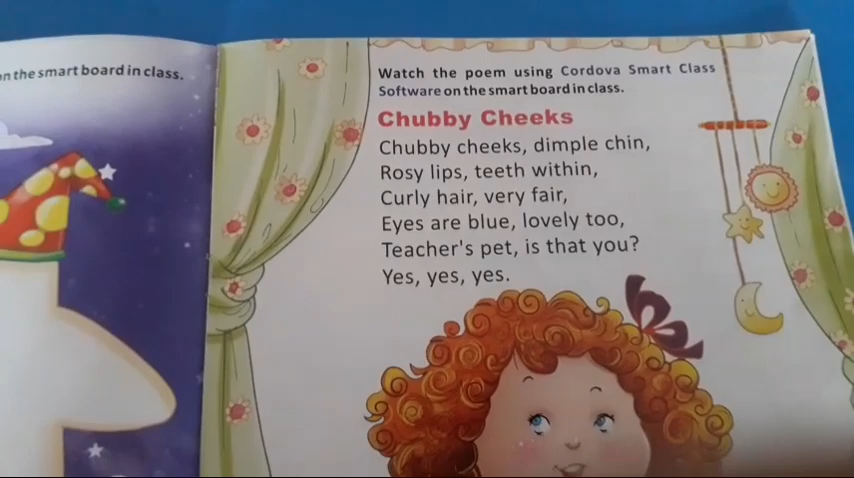 on the smart board in class.
Watch the poem using Cordova Smart Class
Software on the smart board in class.
Chubby Cheeks
Chubby cheeks, dimple chin,
Rosy lips, teeth within,
Curly hair, very fair,
Eyes are blue, lovely too,
Teacher's pet, is that you?
Yes, yes, yes.